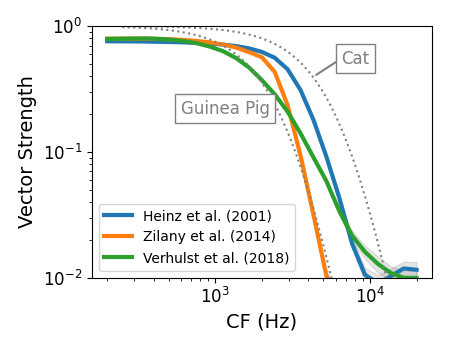 10⁰
Cat
Guinea Pig
10⁻¹
Vector Strength
Heinz et al. (2001)
Zilany et al. (2014)
Verhulst et al. (2018)
10⁻²
10³
10⁴
CF (Hz)